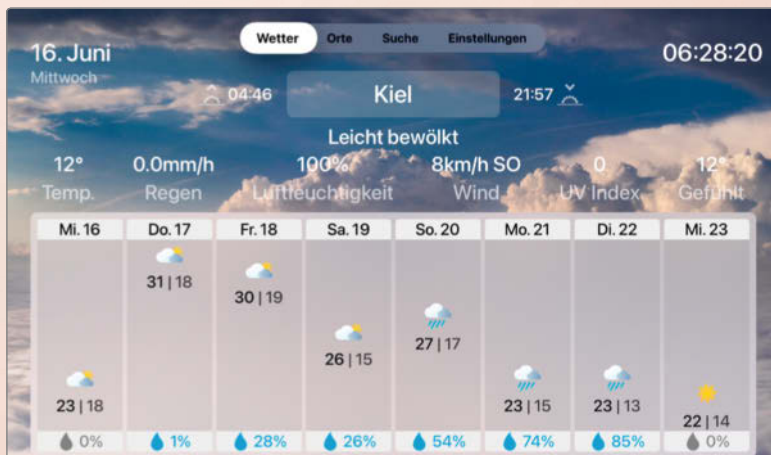 Wetter Orte Suche Einstellungen
16. Juni
06:28:20
Mittwoch
04:46
Kiel
21:57
Leicht bewölkt
12° 0.0mm/h 100% 8km/h SO 0 12°
Temp. Regen Luftfeuchtigkeit Wind UV Index Gefühlt
Mi. 16 Do. 17 Fr. 18 Sa. 19 So. 20 Mo. 21 Di. 22 Mi. 23
31 | 18
30 | 19
27 | 17
26 | 15
23 | 18 23 | 15 23 | 13
22 | 14
0% 1% 28% 26% 54% 74% 85% 0%